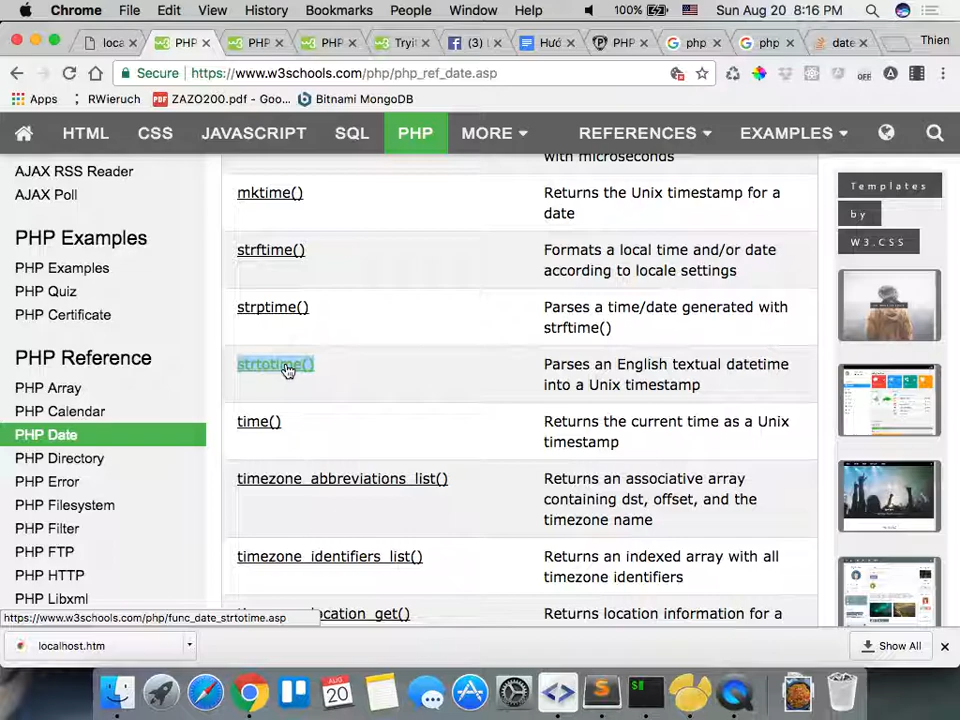 Chrome File Edit View History Bookmarks People Window Help 100% Sun Aug 20 8:16 PM
loca PHP PHP PHP Tryit (3) L Hướ PHP php php date Thien
Secure https://www.w3schools.com/php/php_ref_date.asp OFF
Apps RWieruch ZAZO200.pdf - Goo... Bitnami MongoDB
HTML CSS JAVASCRIPT SQL PHP MORE REFERENCES EXAMPLES
AJAX RSS Reader
AJAX Poll
PHP Examples
PHP Examples
PHP Quiz
PHP Certificate
PHP Reference
PHP Array
PHP Calendar
PHP Date
PHP Directory
PHP Error
PHP Filesystem
PHP Filter
PHP FTP
PHP HTTP
PHP Libxml
with microseconds
mktime() Returns the Unix timestamp for a
date
strftime() Formats a local time and/or date
according to locale settings
strptime() Parses a time/date generated with
strftime()
strtotime() Parses an English textual datetime
into a Unix timestamp
time() Returns the current time as a Unix
timestamp
timezone_abbreviations_list() Returns an associative array
containing dst, offset, and the
timezone name
timezone_identifiers_list() Returns an indexed array with all
timezone identifiers
ocation_get() Returns location information for a
Templates
by
W3.CSS
https://www.w3schools.com/php/func_date_strtotime.asp
localhost.htm Show All
AUG
20